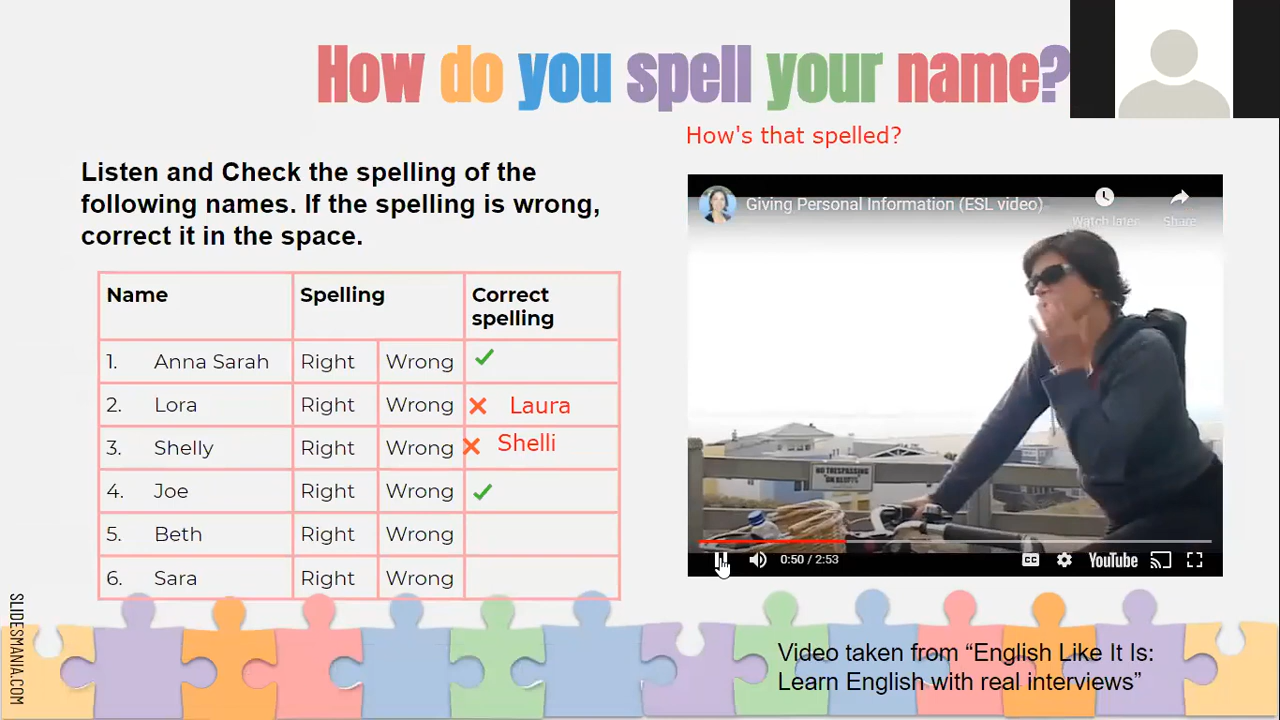 How do you spell your name?
How's that spelled?
Listen and Check the spelling of the
following names. If the spelling is wrong,
correct it in the space.
Name Spelling Correct spelling
1. Anna Sarah Right Wrong ✓
2. Lora Right Wrong ✕ Laura
3. Shelly Right Wrong ✕ Shelli
4. Joe Right Wrong ✓
5. Beth Right Wrong
6. Sara Right Wrong
Giving Personal Information (ESL video)
Watch later Share
NO TRESPASSING
ON BLUFFS
0:50 / 2:53 CC YouTube
SLIDESMANIA.COM
Video taken from “English Like It Is:
Learn English with real interviews”